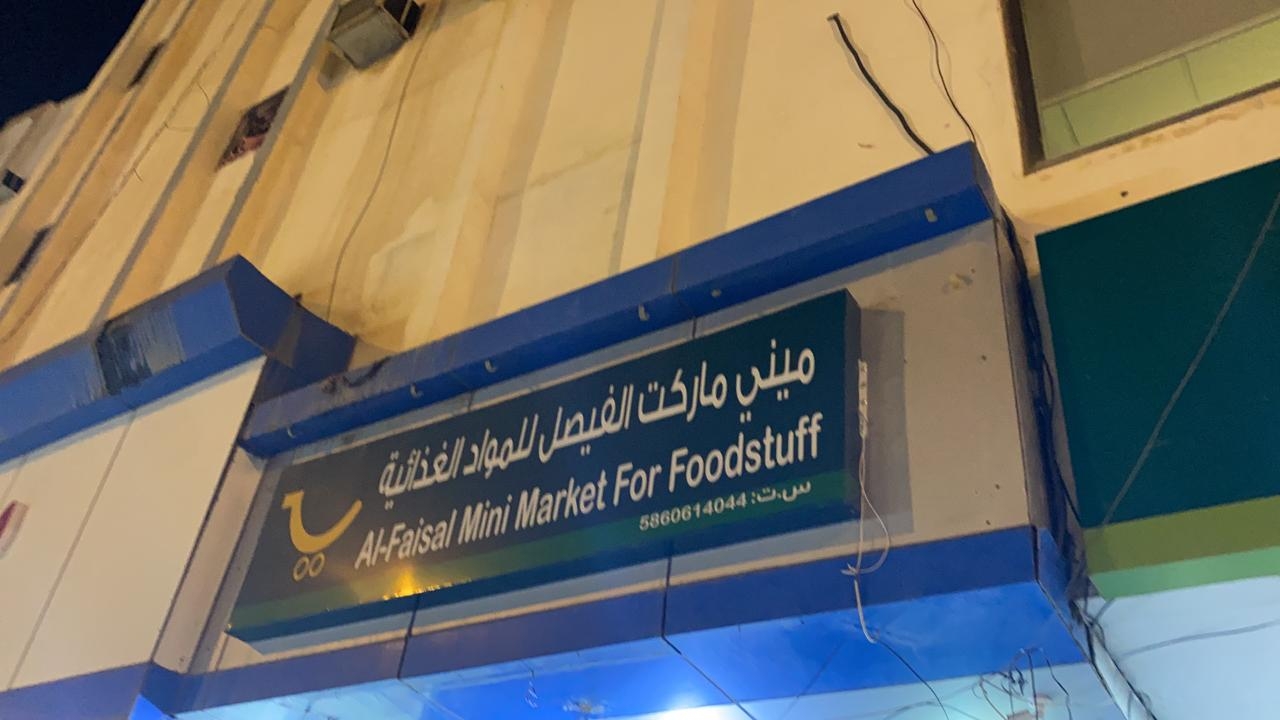 ميني ماركت الفيصل للمواد الغذائية
Al-Faisal Mini Market For Foodstuff
س.ت: 5860614044